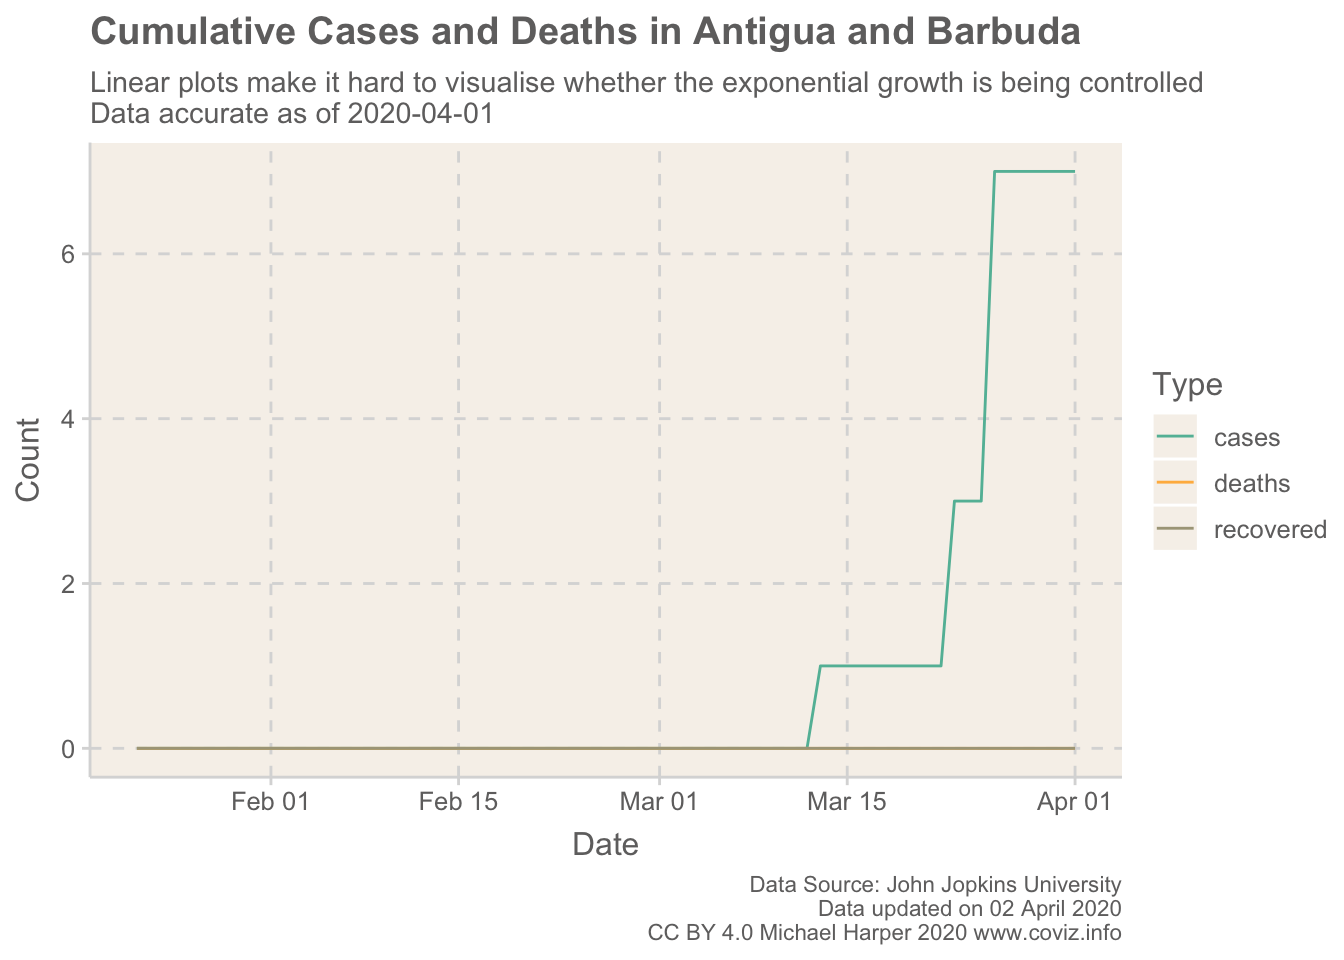 Cumulative Cases and Deaths in Antigua and Barbuda
Linear plots make it hard to visualise whether the exponential growth is being controlled
Data accurate as of 2020-04-01
6
4
2
0
Count
Feb 01
Feb 15
Mar 01
Mar 15
Apr 01
Date
Type
cases
deaths
recovered
Data Source: John Jopkins University
Data updated on 02 April 2020
CC BY 4.0 Michael Harper 2020 www.coviz.info